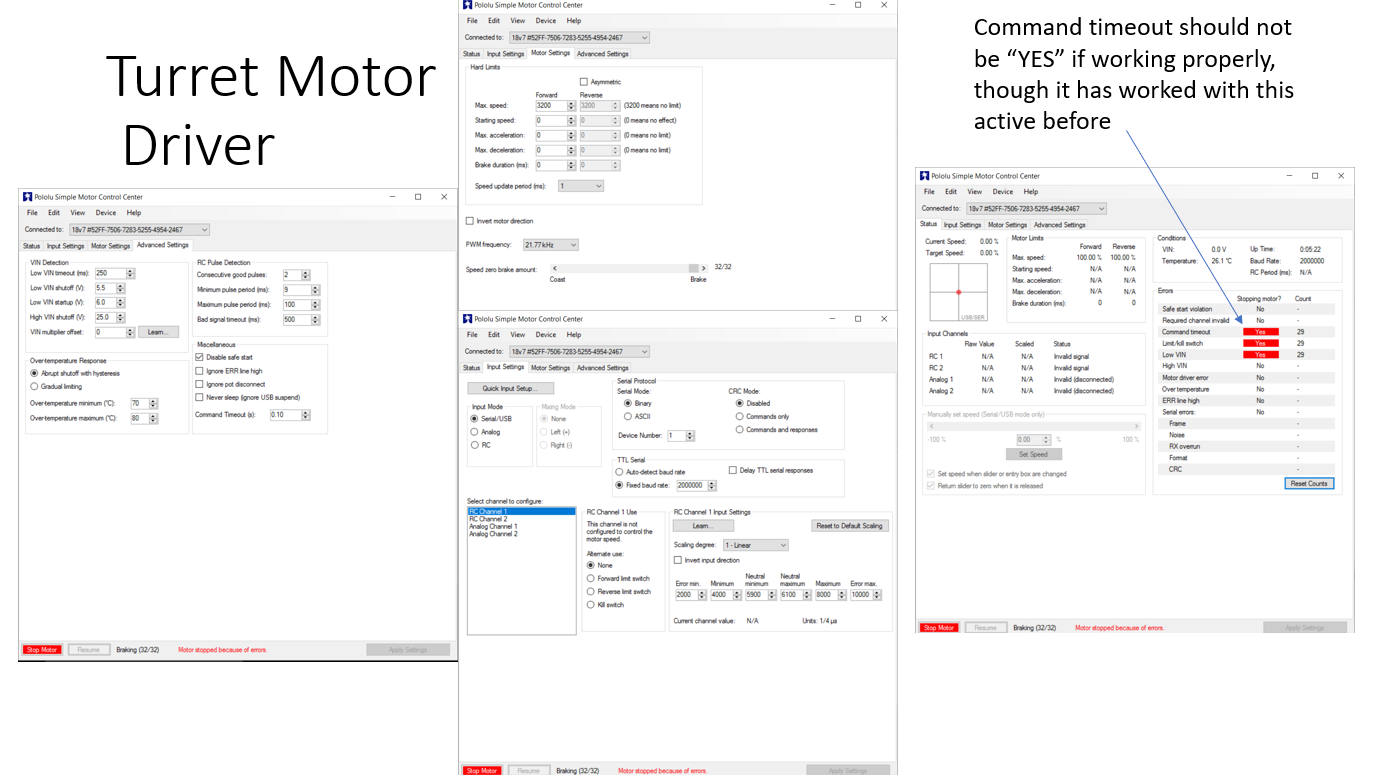 Turret Motor
Driver
Command timeout should not
be “YES” if working properly,
though it has worked with this
active before
Pololu Simple Motor Control Center
File Edit View Device Help
Connected to: 18v7 #52FF-7506-7283-5255-4954-2467
Status Input Settings Motor Settings Advanced Settings
VIN Detection
Low VIN timeout (ms): 250
Low VIN shutoff (V): 5.5
Low VIN startup (V): 6.0
High VIN shutoff (V): 25.0
VIN multiplier offset: 0 Learn...
Over-temperature Response
Abrupt shutoff with hysteresis
Gradual limiting
Over-temperature minimum (°C): 70
Over-temperature maximum (°C): 80
RC Pulse Detection
Consecutive good pulses: 2
Minimum pulse period (ms): 9
Maximum pulse period (ms): 100
Bad signal timeout (ms): 500
Miscellaneous
Disable safe start
Ignore ERR line high
Ignore pot disconnect
Never sleep (ignore USB suspend)
Command Timeout (s): 0.10
Stop Motor Resume Braking (32/32) Motor stopped because of errors. Apply Settings
Pololu Simple Motor Control Center
File Edit View Device Help
Connected to: 18v7 #52FF-7506-7283-5255-4954-2467
Status Input Settings Motor Settings Advanced Settings
Hard Limits
Asymmetric
Forward Reverse
Max. speed: 3200 3200 (3200 means no limit)
Starting speed: 0 0 (0 means no effect)
Max. acceleration: 0 0 (0 means no limit)
Max. deceleration: 0 0 (0 means no limit)
Brake duration (ms): 0 0
Speed update period (ms): 1
Invert motor direction
PWM frequency: 21.77 kHz
Speed zero brake amount: 32/32
Coast Brake
Pololu Simple Motor Control Center
File Edit View Device Help
Connected to: 18v7 #52FF-7506-7283-5255-4954-2467
Status Input Settings Motor Settings Advanced Settings
Quick Input Setup...
Input Mode
Serial/USB
Analog
RC
Mixing Mode
None
Left (+)
Right (-)
Serial Protocol
Serial Mode:
Binary
ASCII
Device Number: 1
CRC Mode:
Disabled
Commands only
Commands and responses
TTL Serial
Auto-detect baud rate
Fixed baud rate: 2000000
Delay TTL serial responses
Select channel to configure:
RC Channel 1
RC Channel 2
Analog Channel 1
Analog Channel 2
RC Channel 1 Use
This channel is not
configured to control the
motor speed.
Alternate use:
None
Forward limit switch
Reverse limit switch
Kill switch
RC Channel 1 Input Settings
Learn... Reset to Default Scaling
Scaling degree: 1 - Linear
Invert input direction
Error min. Minimum Neutral minimum Neutral maximum Maximum Error max.
2000 4000 5900 6100 8000 10000
Current channel value: N/A Units: 1/4 µs
Stop Motor Resume Braking (32/32) Motor stopped because of errors. Apply Settings
Pololu Simple Motor Control Center
File Edit View Device Help
Connected to: 18v7 #52FF-7506-7283-5255-4954-2467
Status Input Settings Motor Settings Advanced Settings
Current Speed: 0.00 %
Target Speed: 0.00 %
USB/SER
Motor Limits
Forward Reverse
Max. speed: 100.00 % 100.00 %
Starting speed: N/A N/A
Max. acceleration: N/A N/A
Max. deceleration: N/A N/A
Brake duration (ms): 0 0
Input Channels
Raw Value Scaled Status
RC 1 N/A N/A Invalid signal
RC 2 N/A N/A Invalid signal
Analog 1 N/A N/A Invalid (disconnected)
Analog 2 N/A N/A Invalid (disconnected)
Manually set speed (Serial/USB mode only)
-100 % 0.00 % 100 %
Set Speed
Set speed when slider or entry box are changed
Return slider to zero when it is released
Conditions
VIN: 0.0 V Up Time: 0:05:22
Temperature: 26.1 °C Baud Rate: 2000000
RC Period (ms): N/A
Errors
Stopping motor? Count
Safe start violation No -
Required channel invalid No -
Command timeout Yes 29
Limit/kill switch Yes 29
Low VIN Yes 29
High VIN No -
Motor driver error No -
Over temperature No -
ERR line high No -
Serial errors: No -
Frame -
Noise -
RX overrun -
Format -
CRC -
Reset Counts
Stop Motor Resume Braking (32/32) Motor stopped because of errors. Apply Settings